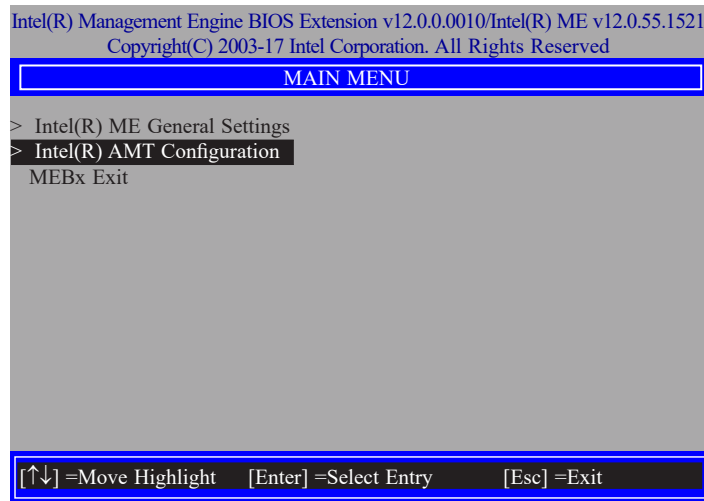 Intel(R) Management Engine BIOS Extension v12.0.0.0010/Intel(R) ME v12.0.55.1521
Copyright(C) 2003-17 Intel Corporation. All Rights Reserved
MAIN MENU
> Intel(R) ME General Settings
> Intel(R) AMT Configuration
MEBx Exit
[↑↓] =Move Highlight [Enter] =Select Entry [Esc] =Exit